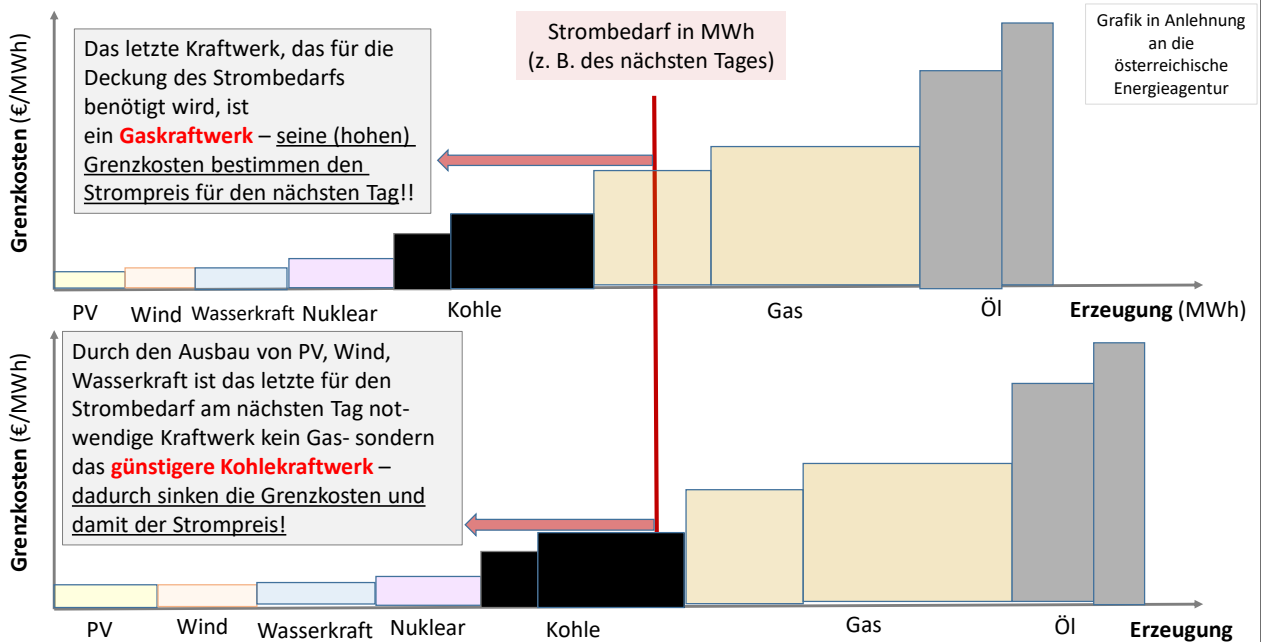 Strombedarf in MWh
(z. B. des nächsten Tages)
Grafik in Anlehnung
an die
österreichische
Energieagentur
Grenzkosten (€/MWh)
Das letzte Kraftwerk, das für die
Deckung des Strombedarfs
benötigt wird, ist
ein Gaskraftwerk – seine (hohen)
Grenzkosten bestimmen den
Strompreis für den nächsten Tag!!
PV
Wind
Wasserkraft
Nuklear
Kohle
Gas
Öl
Erzeugung (MWh)
Grenzkosten (€/MWh)
Durch den Ausbau von PV, Wind,
Wasserkraft ist das letzte für den
Strombedarf am nächsten Tag not-
wendige Kraftwerk kein Gas- sondern
das günstigere Kohlekraftwerk –
dadurch sinken die Grenzkosten und
damit der Strompreis!
PV
Wind
Wasserkraft
Nuklear
Kohle
Gas
Öl
Erzeugung